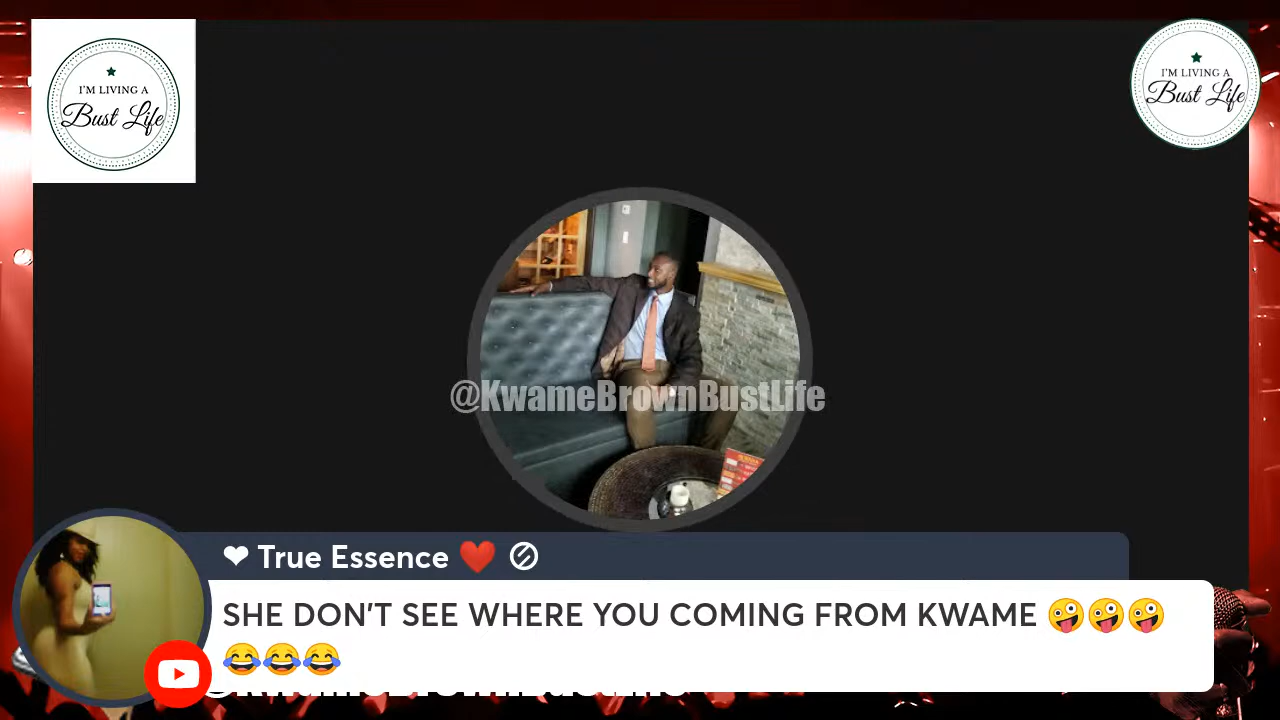 I'M LIVING A
Bust Life
I'M LIVING A
Bust Life
@KwameBrownBustLife
❤ True Essence ❤️
SHE DON'T SEE WHERE YOU COMING FROM KWAME 🤪🤪🤪
😂😂😂